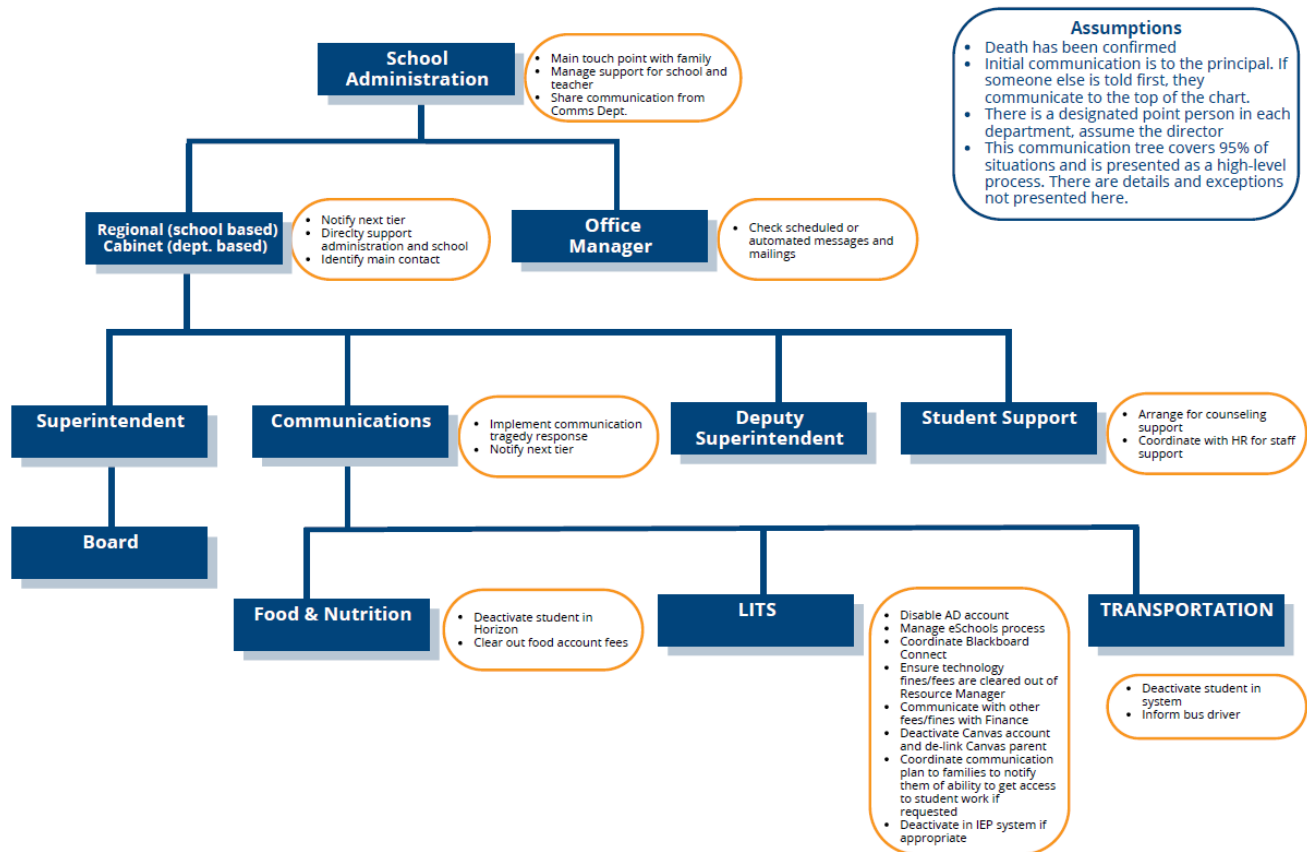 School
Administration
• Main touch point with family
• Manage support for school and
teacher
• Share communication from
Comms Dept.
Assumptions
• Death has been confirmed
• Initial communication is to the principal. If
someone else is told first, they
communicate to the top of the chart.
• There is a designated point person in each
department, assume the director
• This communication tree covers 95% of
situations and is presented as a high-level
process. There are details and exceptions
not presented here.
Regional (school based)
Cabinet (dept. based)
• Notify next tier
• Direclty support
administration and school
• Identify main contact
Office
Manager
• Check scheduled or
automated messages and
mailings
Superintendent
Communications
• Implement communication
tragedy response
• Notify next tier
Deputy
Superintendent
Student Support
• Arrange for counseling
support
• Coordinate with HR for staff
support
Board
Food & Nutrition
• Deactivate student in
Horizon
• Clear out food account fees
LITS
• Disable AD account
• Manage eSchools process
• Coordinate Blackboard
Connect
• Ensure technology
fines/fees are cleared out of
Resource Manager
• Communicate with other
fees/fines with Finance
• Deactivate Canvas account
and de-link Canvas parent
• Coordinate communication
plan to families to notify
them of ability to get access
to student work if
requested
• Deactivate in IEP system if
appropriate
TRANSPORTATION
• Deactivate student in
system
• Inform bus driver